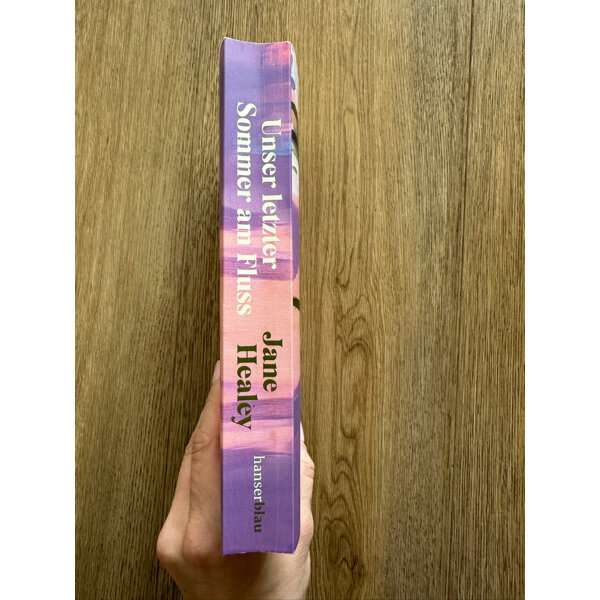 Unser letzter
Sommer am Fluss
Jane
Healey
hanserblau